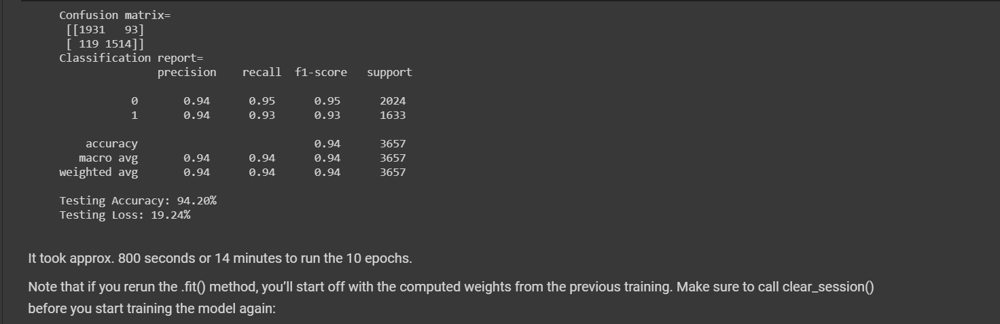 Confusion matrix=
[[1931   93]
[ 119 1514]]
Classification report=
precision    recall  f1-score   support
0       0.94      0.95      0.95      2024
1       0.94      0.93      0.93      1633
accuracy                           0.94      3657
macro avg       0.94      0.94      0.94      3657
weighted avg       0.94      0.94      0.94      3657
Testing Accuracy: 94.20%
Testing Loss: 19.24%
It took approx. 800 seconds or 14 minutes to run the 10 epochs.
Note that if you rerun the .fit() method, you’ll start off with the computed weights from the previous training. Make sure to call clear_session()
before you start training the model again: